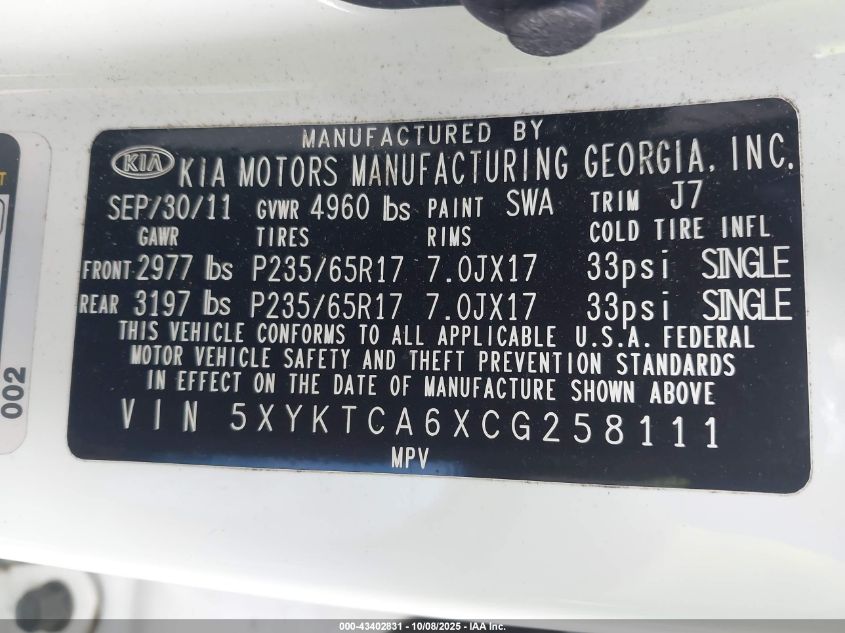 MANUFACTURED BY
KIA KIA MOTORS MANUFACTURING GEORGIA, INC.
SEP/30/11 GVWR 4960 lbs PAINT SWA TRIM J7
GAWR TIRES RIMS COLD TIRE INFL
FRONT 2977 lbs P235/65R17 7.0JX17 33psi SINGLE
REAR 3197 lbs P235/65R17 7.0JX17 33psi SINGLE
THIS VEHICLE CONFORMS TO ALL APPLICABLE U.S.A. FEDERAL
MOTOR VEHICLE SAFETY AND THEFT PREVENTION STANDARDS
IN EFFECT ON THE DATE OF MANUFACTURE SHOWN ABOVE
VIN 5XYKTCA6XCG258111
MPV
002
000-43402831 - 10/08/2025 - IAA Inc.